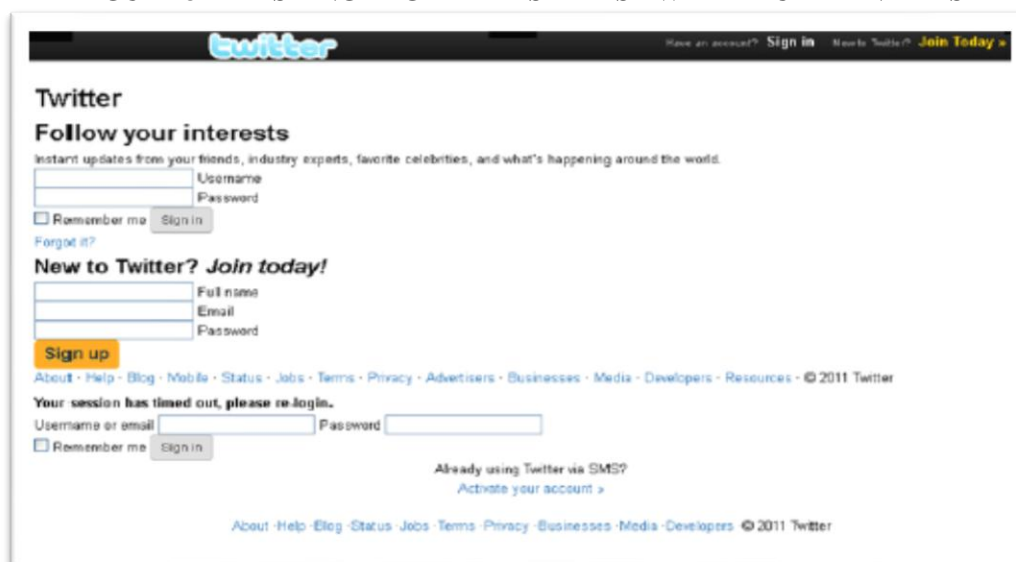 twitter Have an account? Sign in New to Twitter? Join Today »
Twitter
Follow your interests
Instant updates from your friends, industry experts, favorite celebrities, and what's happening around the world.
Username
Password
Remember me Sign in
Forgot it?
New to Twitter? Join today!
Full name
Email
Password
Sign up
About · Help · Blog · Mobile · Status · Jobs · Terms · Privacy · Advertisers · Businesses · Media · Developers · Resources · © 2011 Twitter
Your session has timed out, please re-login.
Username or email Password
Remember me Sign in
Already using Twitter via SMS?
Activate your account »
About · Help · Blog · Status · Jobs · Terms · Privacy · Businesses · Media · Developers © 2011 Twitter